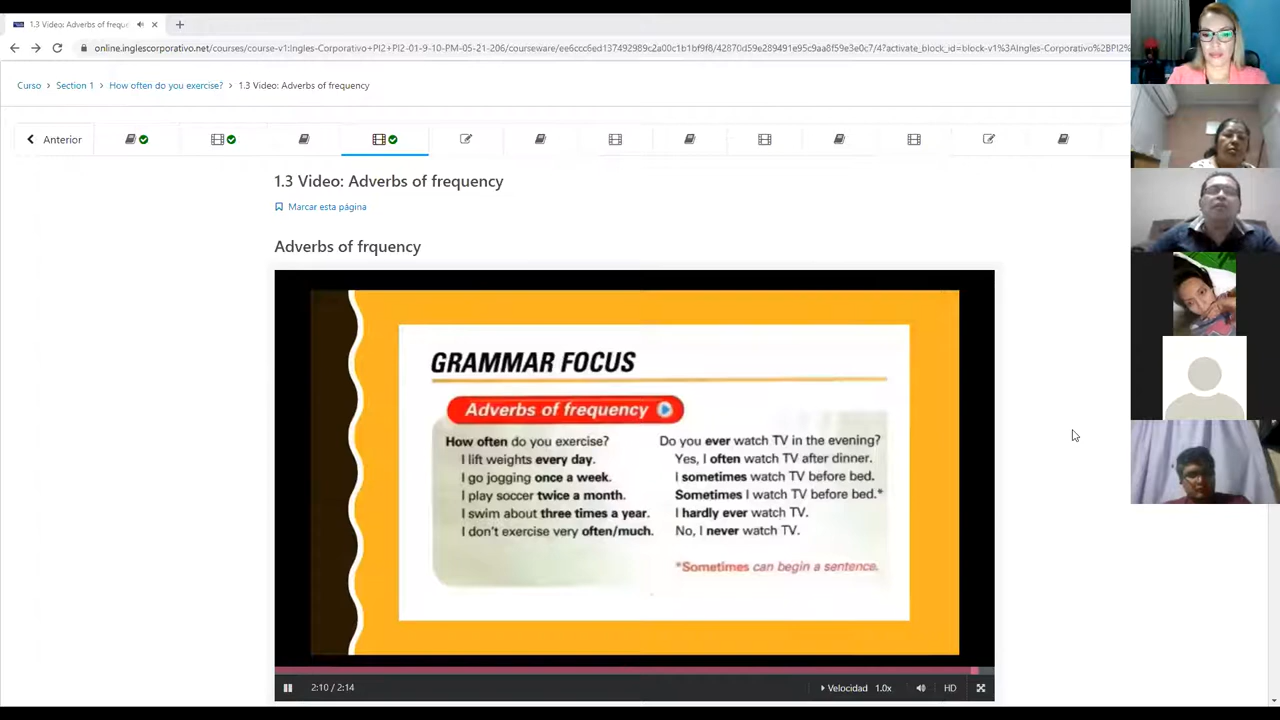 1.3 Video: Adverbs of freque
online.inglescorporativo.net/courses/course-v1:Ingles-Corporativo+PI2+PI2-01-9-10-PM-05-21-206/courseware/ee6ccc6ed137492989c2a00c1b1bf9f8/42870d59e289491e95c9aa8f59e3e0c7/4?activate_block_id=block-v1%3AIngles-Corporativo%2BPI2%
Curso > Section 1 > How often do you exercise? > 1.3 Video: Adverbs of frequency
Anterior
1.3 Video: Adverbs of frequency
Marcar esta página
Adverbs of frquency
GRAMMAR FOCUS
Adverbs of frequency
How often do you exercise?
I lift weights every day.
I go jogging once a week.
I play soccer twice a month.
I swim about three times a year.
I don't exercise very often/much.
Do you ever watch TV in the evening?
Yes, I often watch TV after dinner.
I sometimes watch TV before bed.
Sometimes I watch TV before bed.*
I hardly ever watch TV.
No, I never watch TV.
*Sometimes can begin a sentence.
2:10 / 2:14
Velocidad 1.0x
HD